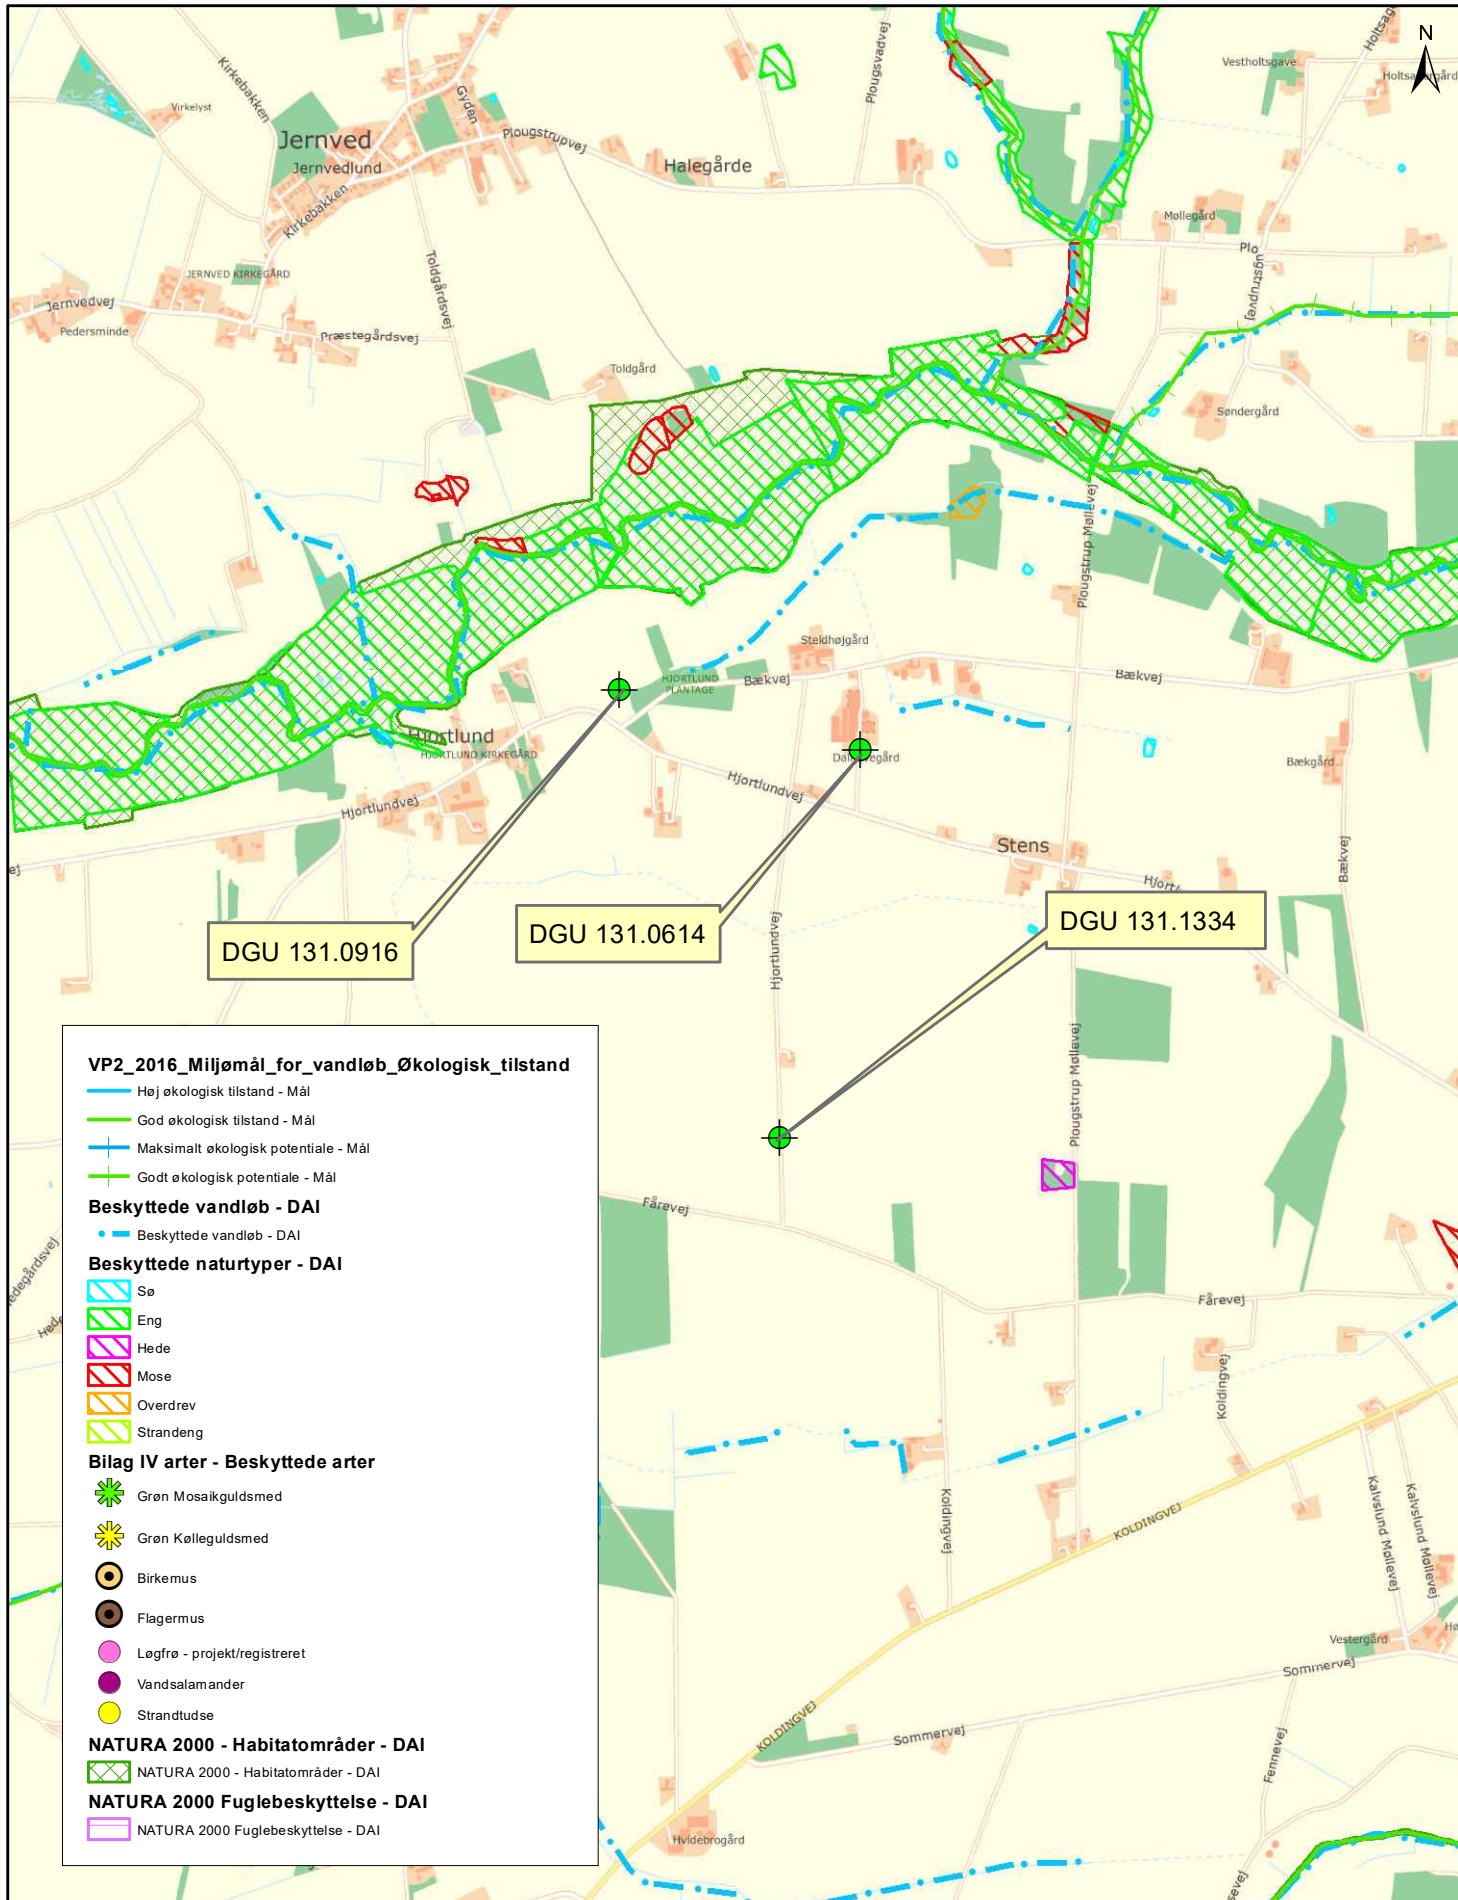 N
Vestholtsgave
Plougsvadvej
Kirkebakken
Virkelyst
Gyden
Jernved
Jernvedlund
Plougstrupvej
Halegårde
Kirkebakken
Møllegård
JERNVED KIRKEGÅRD
Toldgårdsvej
Jernvedvej
Pedersminde
Præstegårdsvej
Toldgård
Søndergård
Plougstrup Møllevej
Steldhøjgård
HJORTLUND
PLANTAGE
Bækvej
Bækvej
Hjortlund
HJORTLUND KIRKEGÅRD
Bækgård
Hjortlundvej
Hjortlundvej
Stens
Bækvej
DGU 131.0916
DGU 131.0614
DGU 131.1334
Hjortlundvej
Plougstrup Møllevej
Fårevej
Fårevej
Koldingvej
Koldingvej
KOLDINGVEJ
Kalvslund Møllevej
Kalvslund Møllevej
Vestergård
Sommervej
Sommervej
KOLDINGVEJ
Fennevej
Hvidebrogård
VP2_2016_Miljømål_for_vandløb_Økologisk_tilstand
Høj økologisk tilstand - Mål
God økologisk tilstand - Mål
Maksimalt økologisk potentiale - Mål
Godt økologisk potentiale - Mål
Beskyttede vandløb - DAI
Beskyttede vandløb - DAI
Beskyttede naturtyper - DAI
Sø
Eng
Hede
Mose
Overdrev
Strandeng
Bilag IV arter - Beskyttede arter
Grøn Mosaikguldsmed
Grøn Kølleguldsmed
Birkemus
Flagermus
Løgfrø - projekt/registreret
Vandsalamander
Strandtudse
NATURA 2000 - Habitatområder - DAI
NATURA 2000 - Habitatområder - DAI
NATURA 2000 Fuglebeskyttelse - DAI
NATURA 2000 Fuglebeskyttelse - DAI